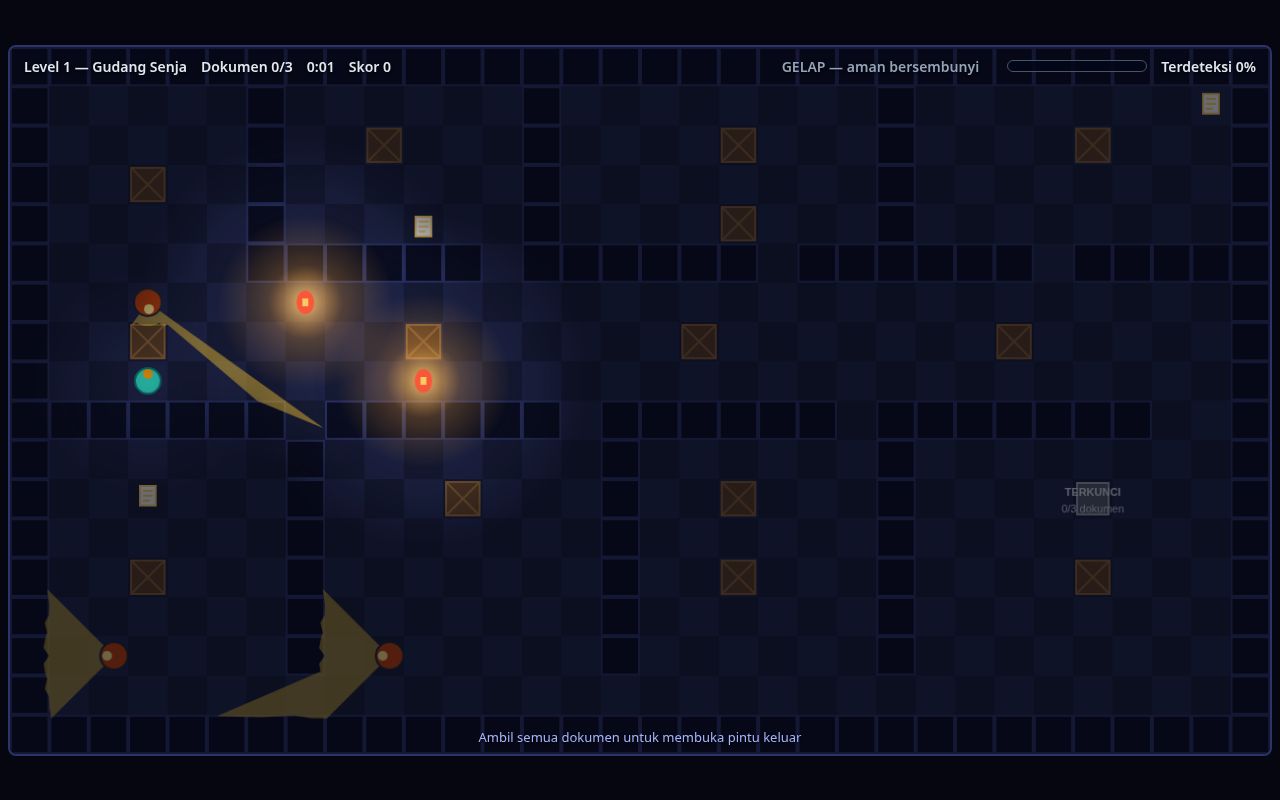 Level 1 — Gudang Senja Dokumen 0/3 0:01 Skor 0 GELAP — aman bersembunyi Terdeteksi 0%
TERKUNCI
0/3 dokumen
Ambil semua dokumen untuk membuka pintu keluar